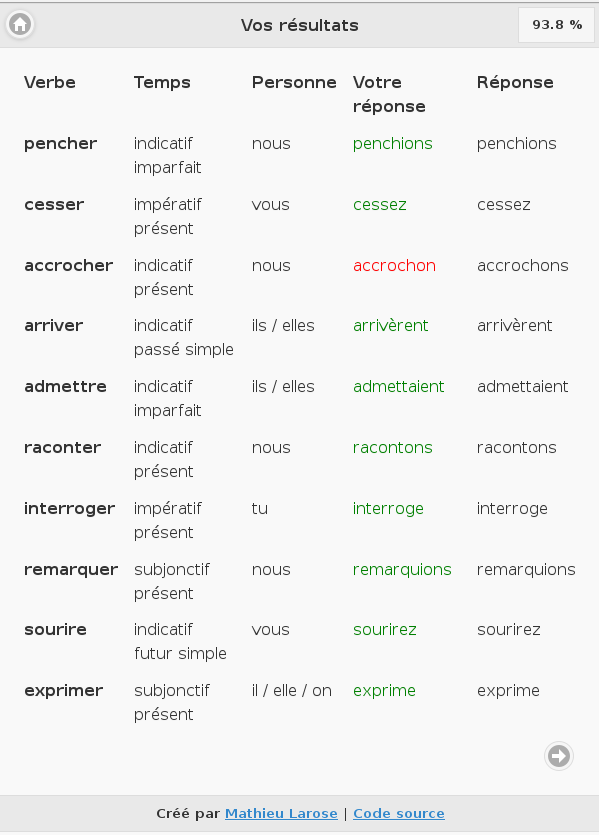 Vos résultats
93.8 %
Verbe Temps Personne Votre réponse Réponse
pencher indicatif imparfait nous penchions penchions
cesser impératif présent vous cessez cessez
accrocher indicatif présent nous accrochon accrochons
arriver indicatif passé simple ils / elles arrivèrent arrivèrent
admettre indicatif imparfait ils / elles admettaient admettaient
raconter indicatif présent nous racontons racontons
interroger impératif présent tu interroge interroge
remarquer subjonctif présent nous remarquions remarquions
sourire indicatif futur simple vous sourirez sourirez
exprimer subjonctif présent il / elle / on exprime exprime
Créé par Mathieu Larose | Code source